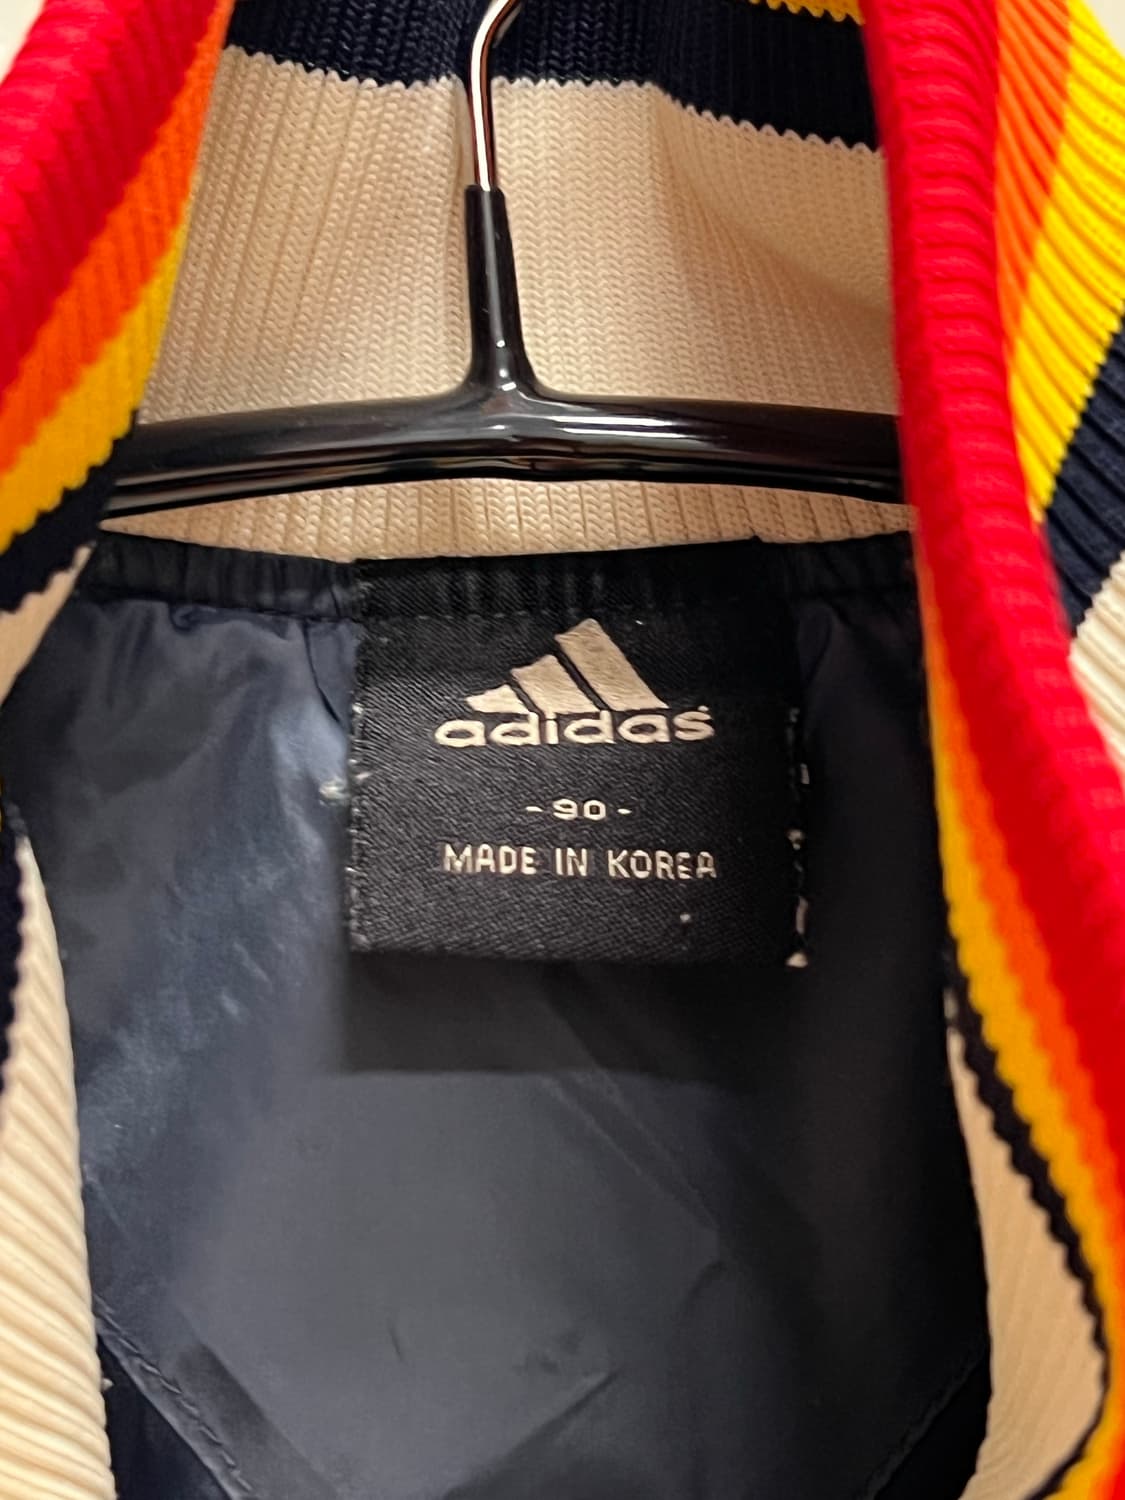 adidas
- 90 -
MADE IN KOREA